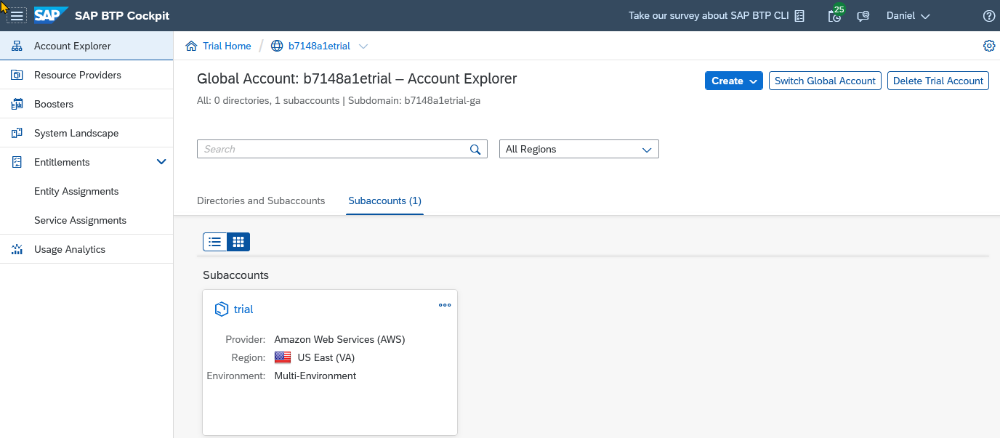 SAP SAP BTP Cockpit
Take our survey about SAP BTP CLI
25
Daniel
Account Explorer
Resource Providers
Boosters
System Landscape
Entitlements
Entity Assignments
Service Assignments
Usage Analytics
Trial Home / b7148a1etrial
Global Account: b7148a1etrial – Account Explorer
Create
Switch Global Account
Delete Trial Account
All: 0 directories, 1 subaccounts | Subdomain: b7148a1etrial-ga
Search
All Regions
Directories and Subaccounts
Subaccounts (1)
Subaccounts
trial
Provider: Amazon Web Services (AWS)
Region: US East (VA)
Environment: Multi-Environment